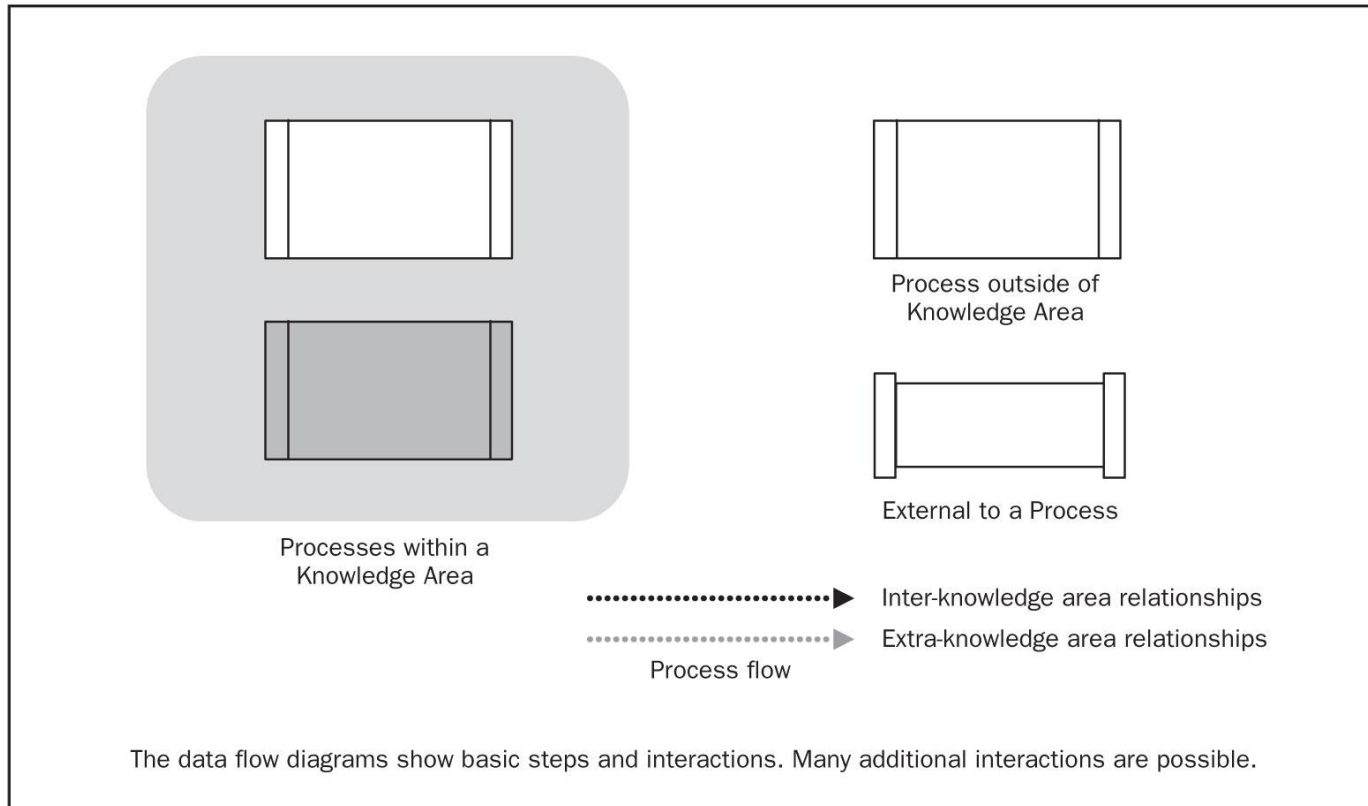 Process outside of
Knowledge Area
External to a Process
Processes within a
Knowledge Area
Inter-knowledge area relationships
Extra-knowledge area relationships
Process flow
The data flow diagrams show basic steps and interactions. Many additional interactions are possible.